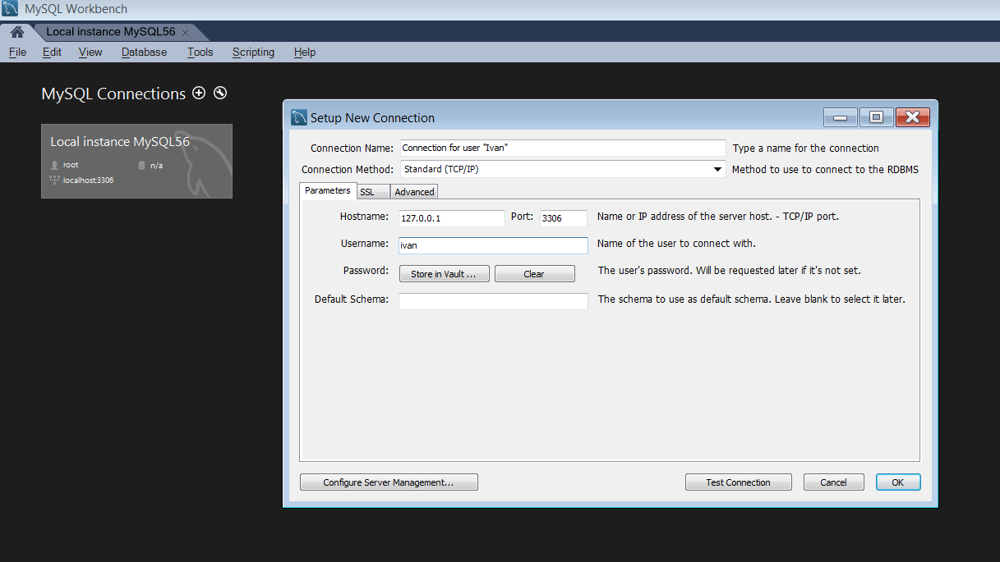 MySQL Workbench
Local instance MySQL56
File Edit View Database Tools Scripting Help
MySQL Connections
Local instance MySQL56
root n/a
localhost:3306
Setup New Connection
Connection Name: Connection for user "Ivan" Type a name for the connection
Connection Method: Standard (TCP/IP) Method to use to connect to the RDBMS
Parameters SSL Advanced
Hostname: 127.0.0.1 Port: 3306 Name or IP address of the server host. - TCP/IP port.
Username: ivan Name of the user to connect with.
Password: Store in Vault ... Clear The user's password. Will be requested later if it's not set.
Default Schema: The schema to use as default schema. Leave blank to select it later.
Configure Server Management... Test Connection Cancel OK